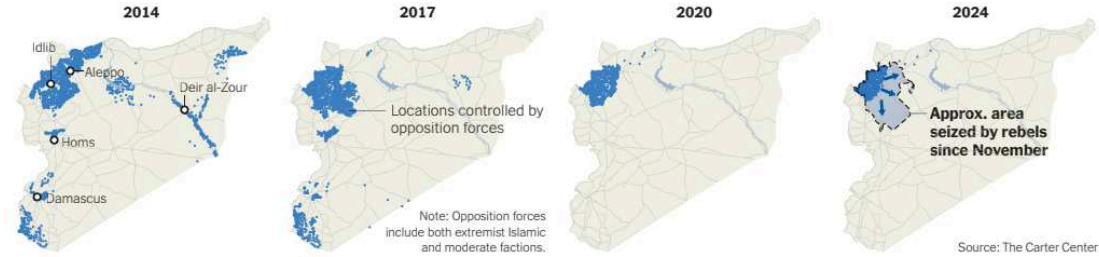 2014
2017
2020
2024
Idlib
Aleppo
Deir al-Zour
Homs
Damascus
Locations controlled by
opposition forces
Note: Opposition forces
include both extremist Islamic
and moderate factions.
Approx. area
seized by rebels
since November
Source: The Carter Center